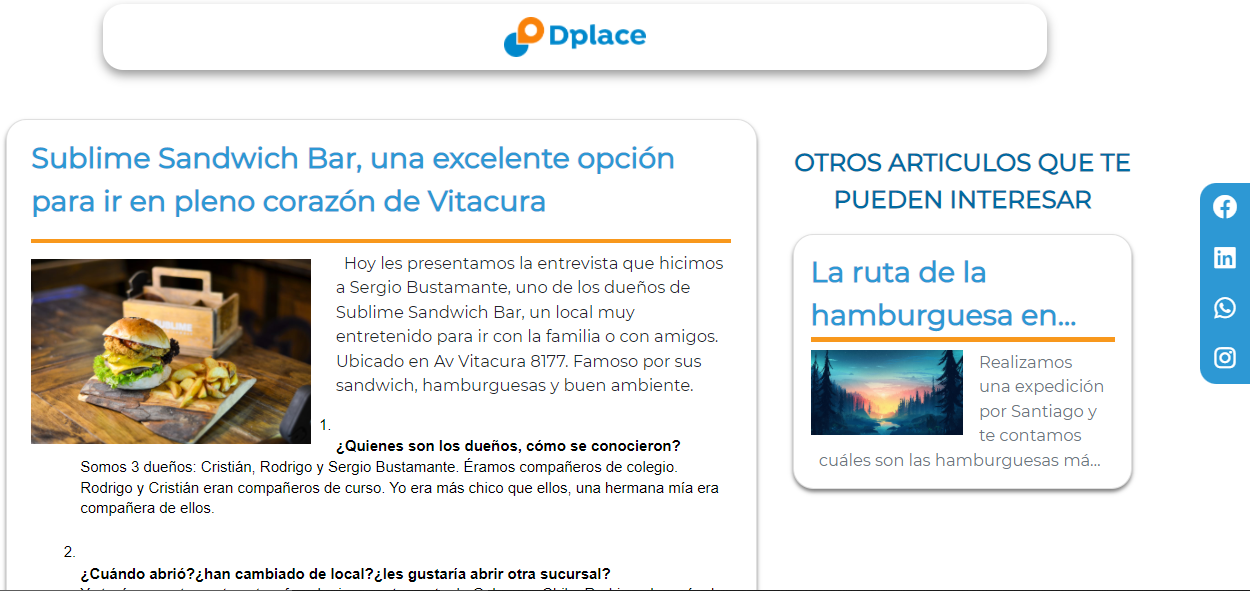 Dplace
Sublime Sandwich Bar, una excelente opción
para ir en pleno corazón de Vitacura
SUBLIME
Hoy les presentamos la entrevista que hicimos
a Sergio Bustamante, uno de los dueños de
Sublime Sandwich Bar, un local muy
entretenido para ir con la familia o con amigos.
Ubicado en Av Vitacura 8177. Famoso por sus
sandwich, hamburguesas y buen ambiente.
1.
¿Quienes son los dueños, cómo se conocieron?
Somos 3 dueños: Cristián, Rodrigo y Sergio Bustamante. Éramos compañeros de colegio.
Rodrigo y Cristián eran compañeros de curso. Yo era más chico que ellos, una hermana mía era
compañera de ellos.
2.
¿Cuándo abrió?¿han cambiado de local?¿les gustaría abrir otra sucursal?
OTROS ARTICULOS QUE TE
PUEDEN INTERESAR
La ruta de la
hamburguesa en...
Realizamos
una expedición
por Santiago y
te contamos
cuáles son las hamburguesas má...